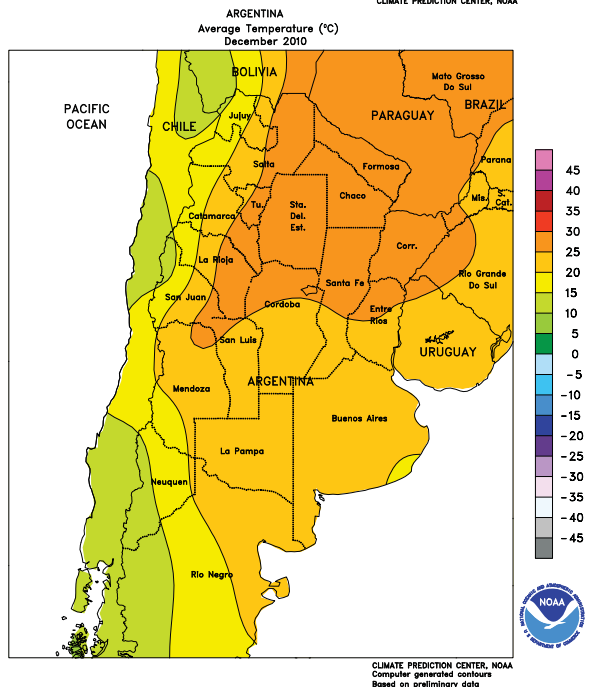 CLIMATE PREDICTION CENTER, NOAA
ARGENTINA
Average Temperature (°C)
December 2010
BOLIVIA
Mato Grosso
Do Sul
PACIFIC
OCEAN
BRAZIL
Jujuy
PARAGUAY
CHILE
Parana
Salta
Formosa
Chaco
Mis.
S.
Cat.
Tu.
Sta.
Del.
Est.
Catamarca
Corr.
La Rioja
Rio Grande
Do Sul
Santa Fe
San Juan
Cordoba
Entre
Rios
San Luis
URUGUAY
Mendoza
ARGENTINA
Buenos Aires
La Pampa
Neuquen
Rio Negro
45
40
35
30
25
20
15
10
5
0
-5
-10
-15
-20
-25
-30
-35
-40
-45
NOAA
CLIMATE PREDICTION CENTER, NOAA
Computer generated contours
Based on preliminary data